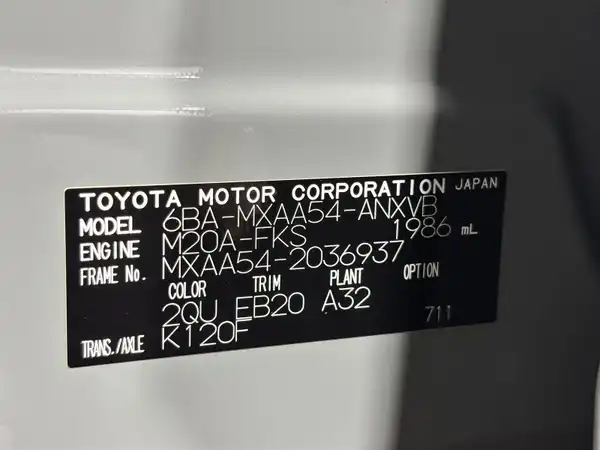 TOYOTA MOTOR CORPORATION JAPAN
MODEL 6BA-MXAA54-ANXVB
ENGINE M20A-FKS 1986 mL
FRAME No. MXAA54-2036937
COLOR TRIM PLANT OPTION
2QU EB20 A32
711
TRANS./AXLE K120F